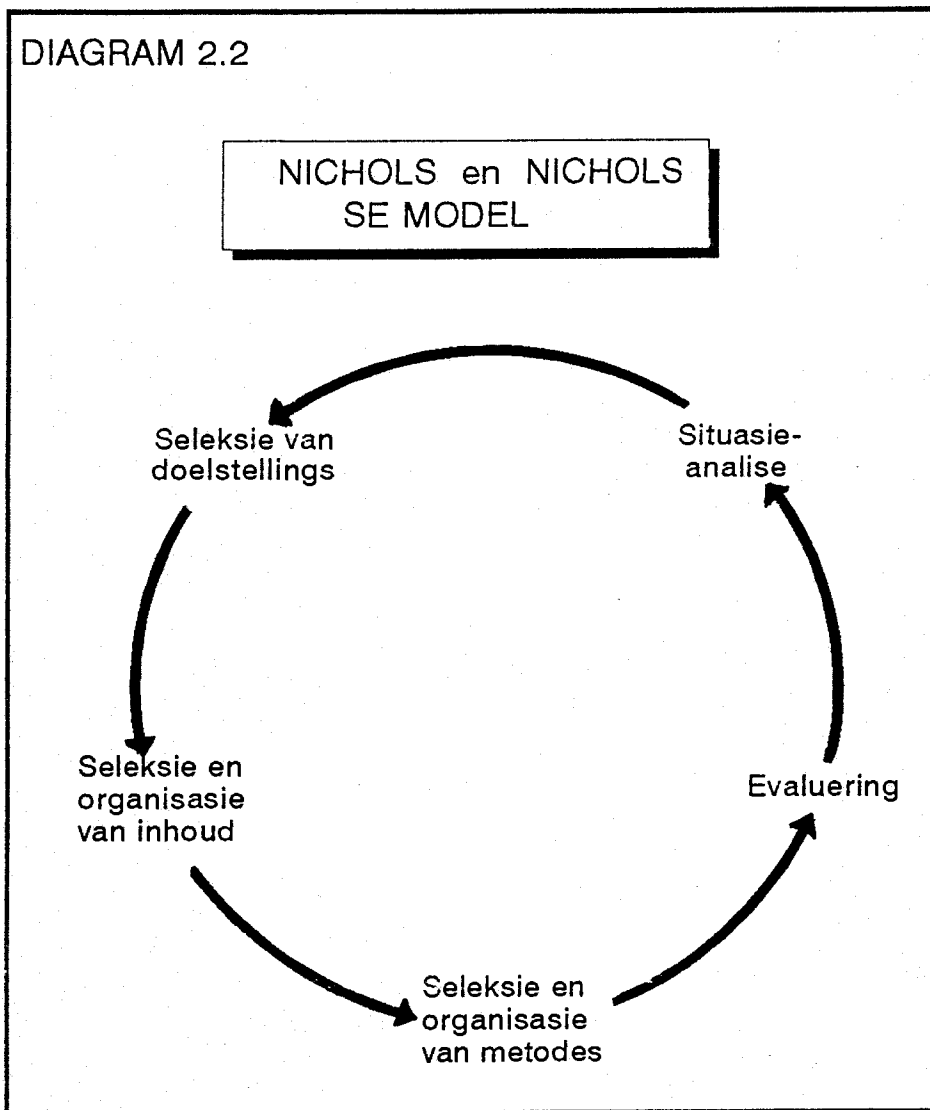 DIAGRAM 2.2
NICHOLS en NICHOLS
SE MODEL
Seleksie van
doelstellings
Situasie-
analise
Seleksie en
organisasie
van inhoud
Evaluering
Seleksie en
organisasie
van metodes